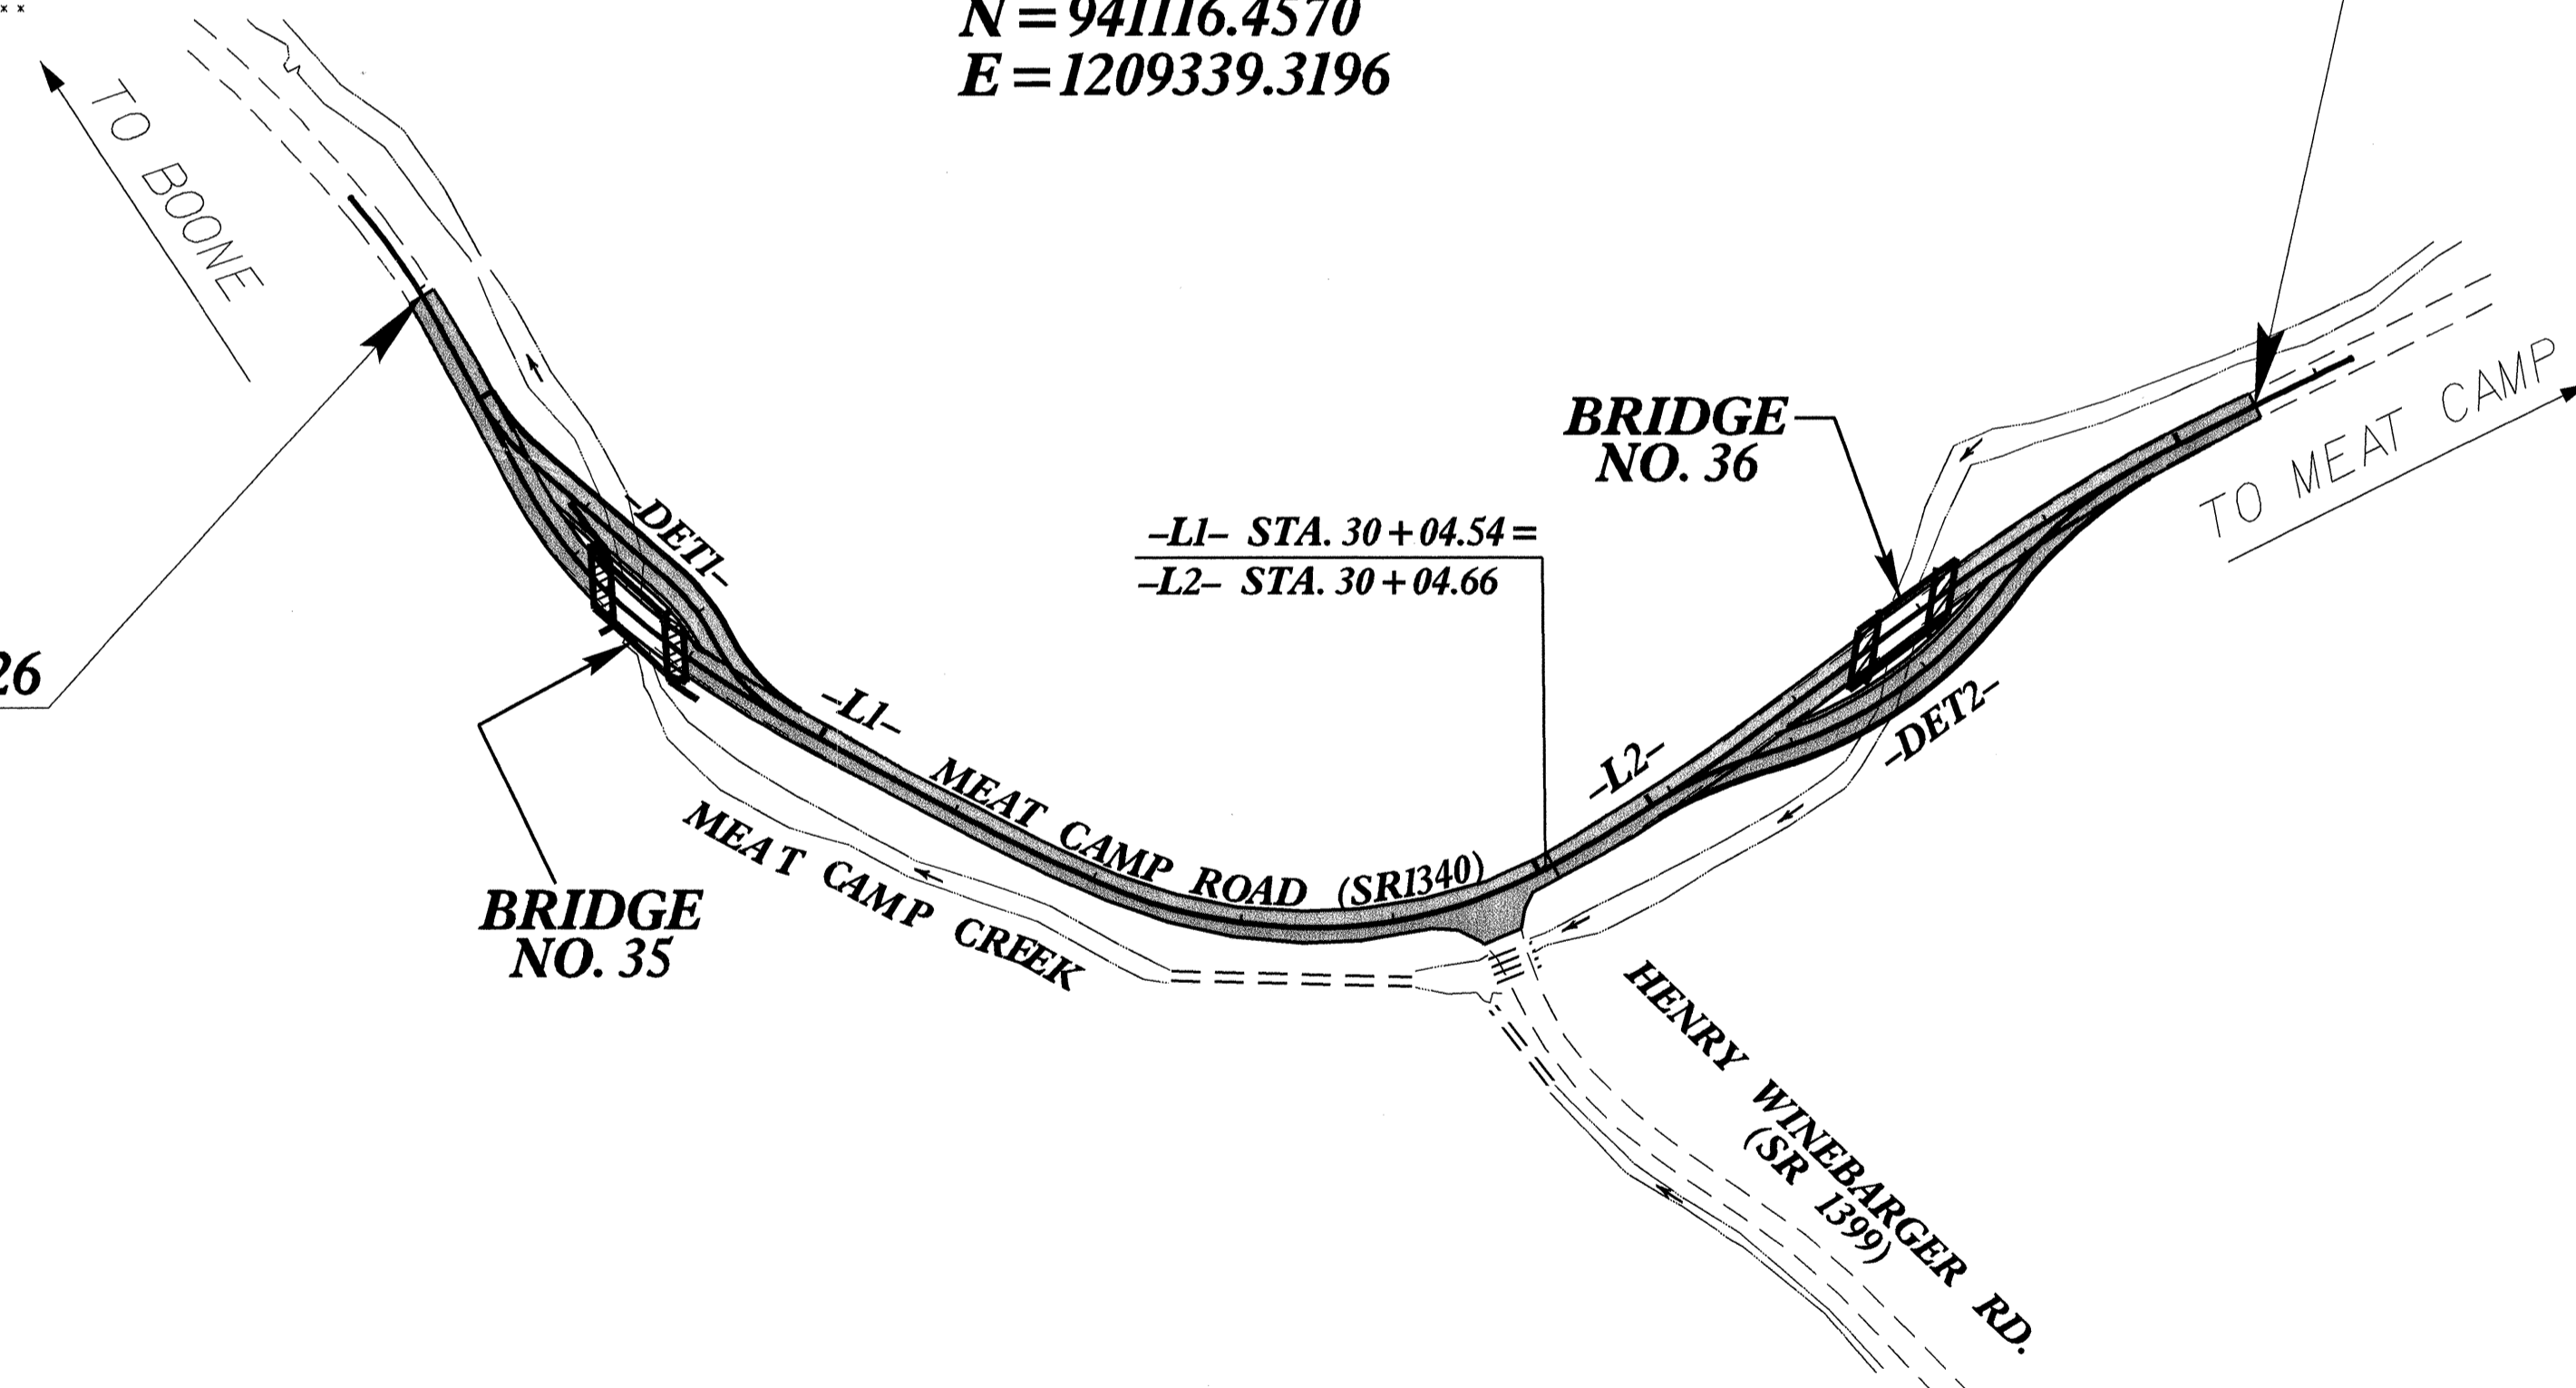 N = 941116.4570
E = 1209339.3196
TO BOONE
BRIDGE
NO. 36
TO MEAT CAMP
–L1– STA. 30 + 04.54 =
–L2– STA. 30 + 04.66
–DET1–
26
–L1–
–L2–
–DET2–
MEAT CAMP ROAD (SR1340)
MEAT CAMP CREEK
BRIDGE
NO. 35
HENRY WINEBARGER RD.
(SR 1399)